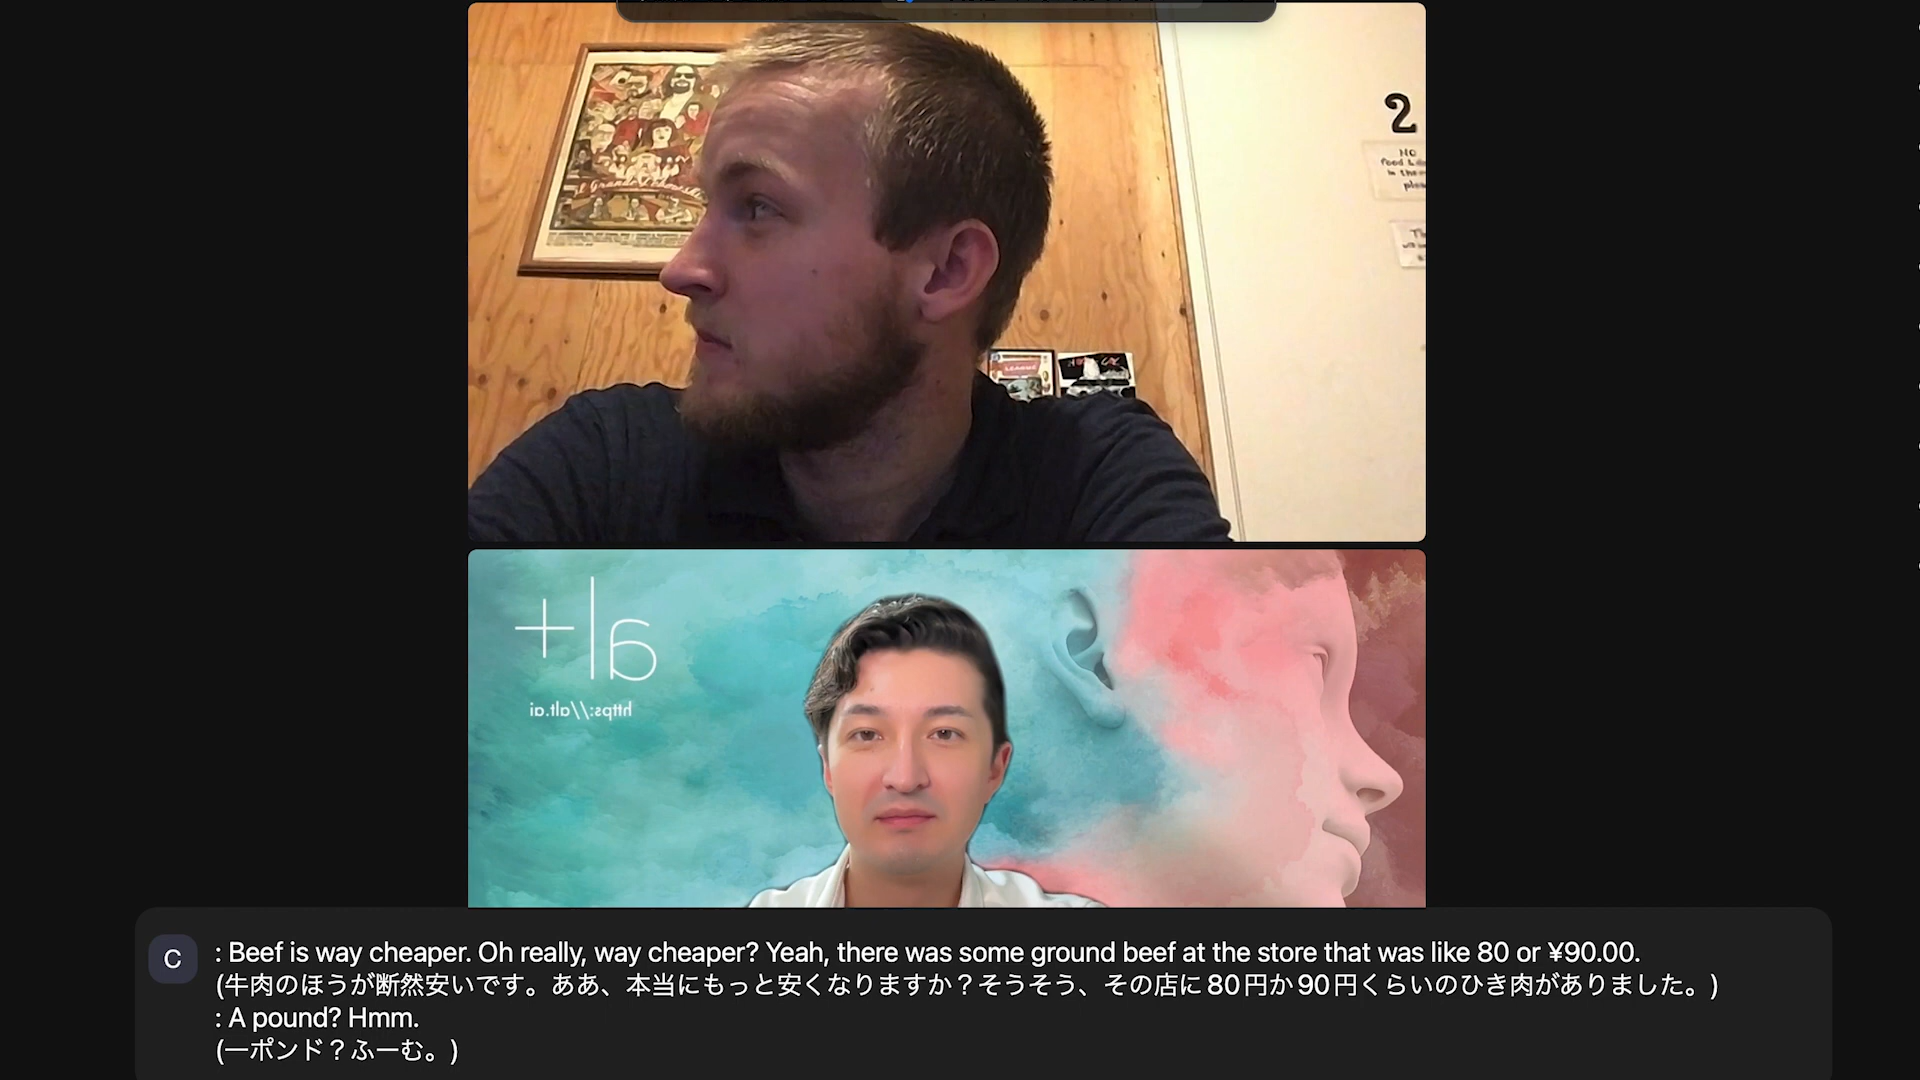 2
NO
LEAGUE
alt
https://alt.ai
C
: Beef is way cheaper. Oh really, way cheaper? Yeah, there was some ground beef at the store that was like 80 or ¥90.00.
(牛肉のほうが断然安いです。ああ、本当にもっと安くなりますか？そうそう、その店に80円か90円くらいのひき肉がありました。)
: A pound? Hmm.
(一ポンド？ふーむ。)